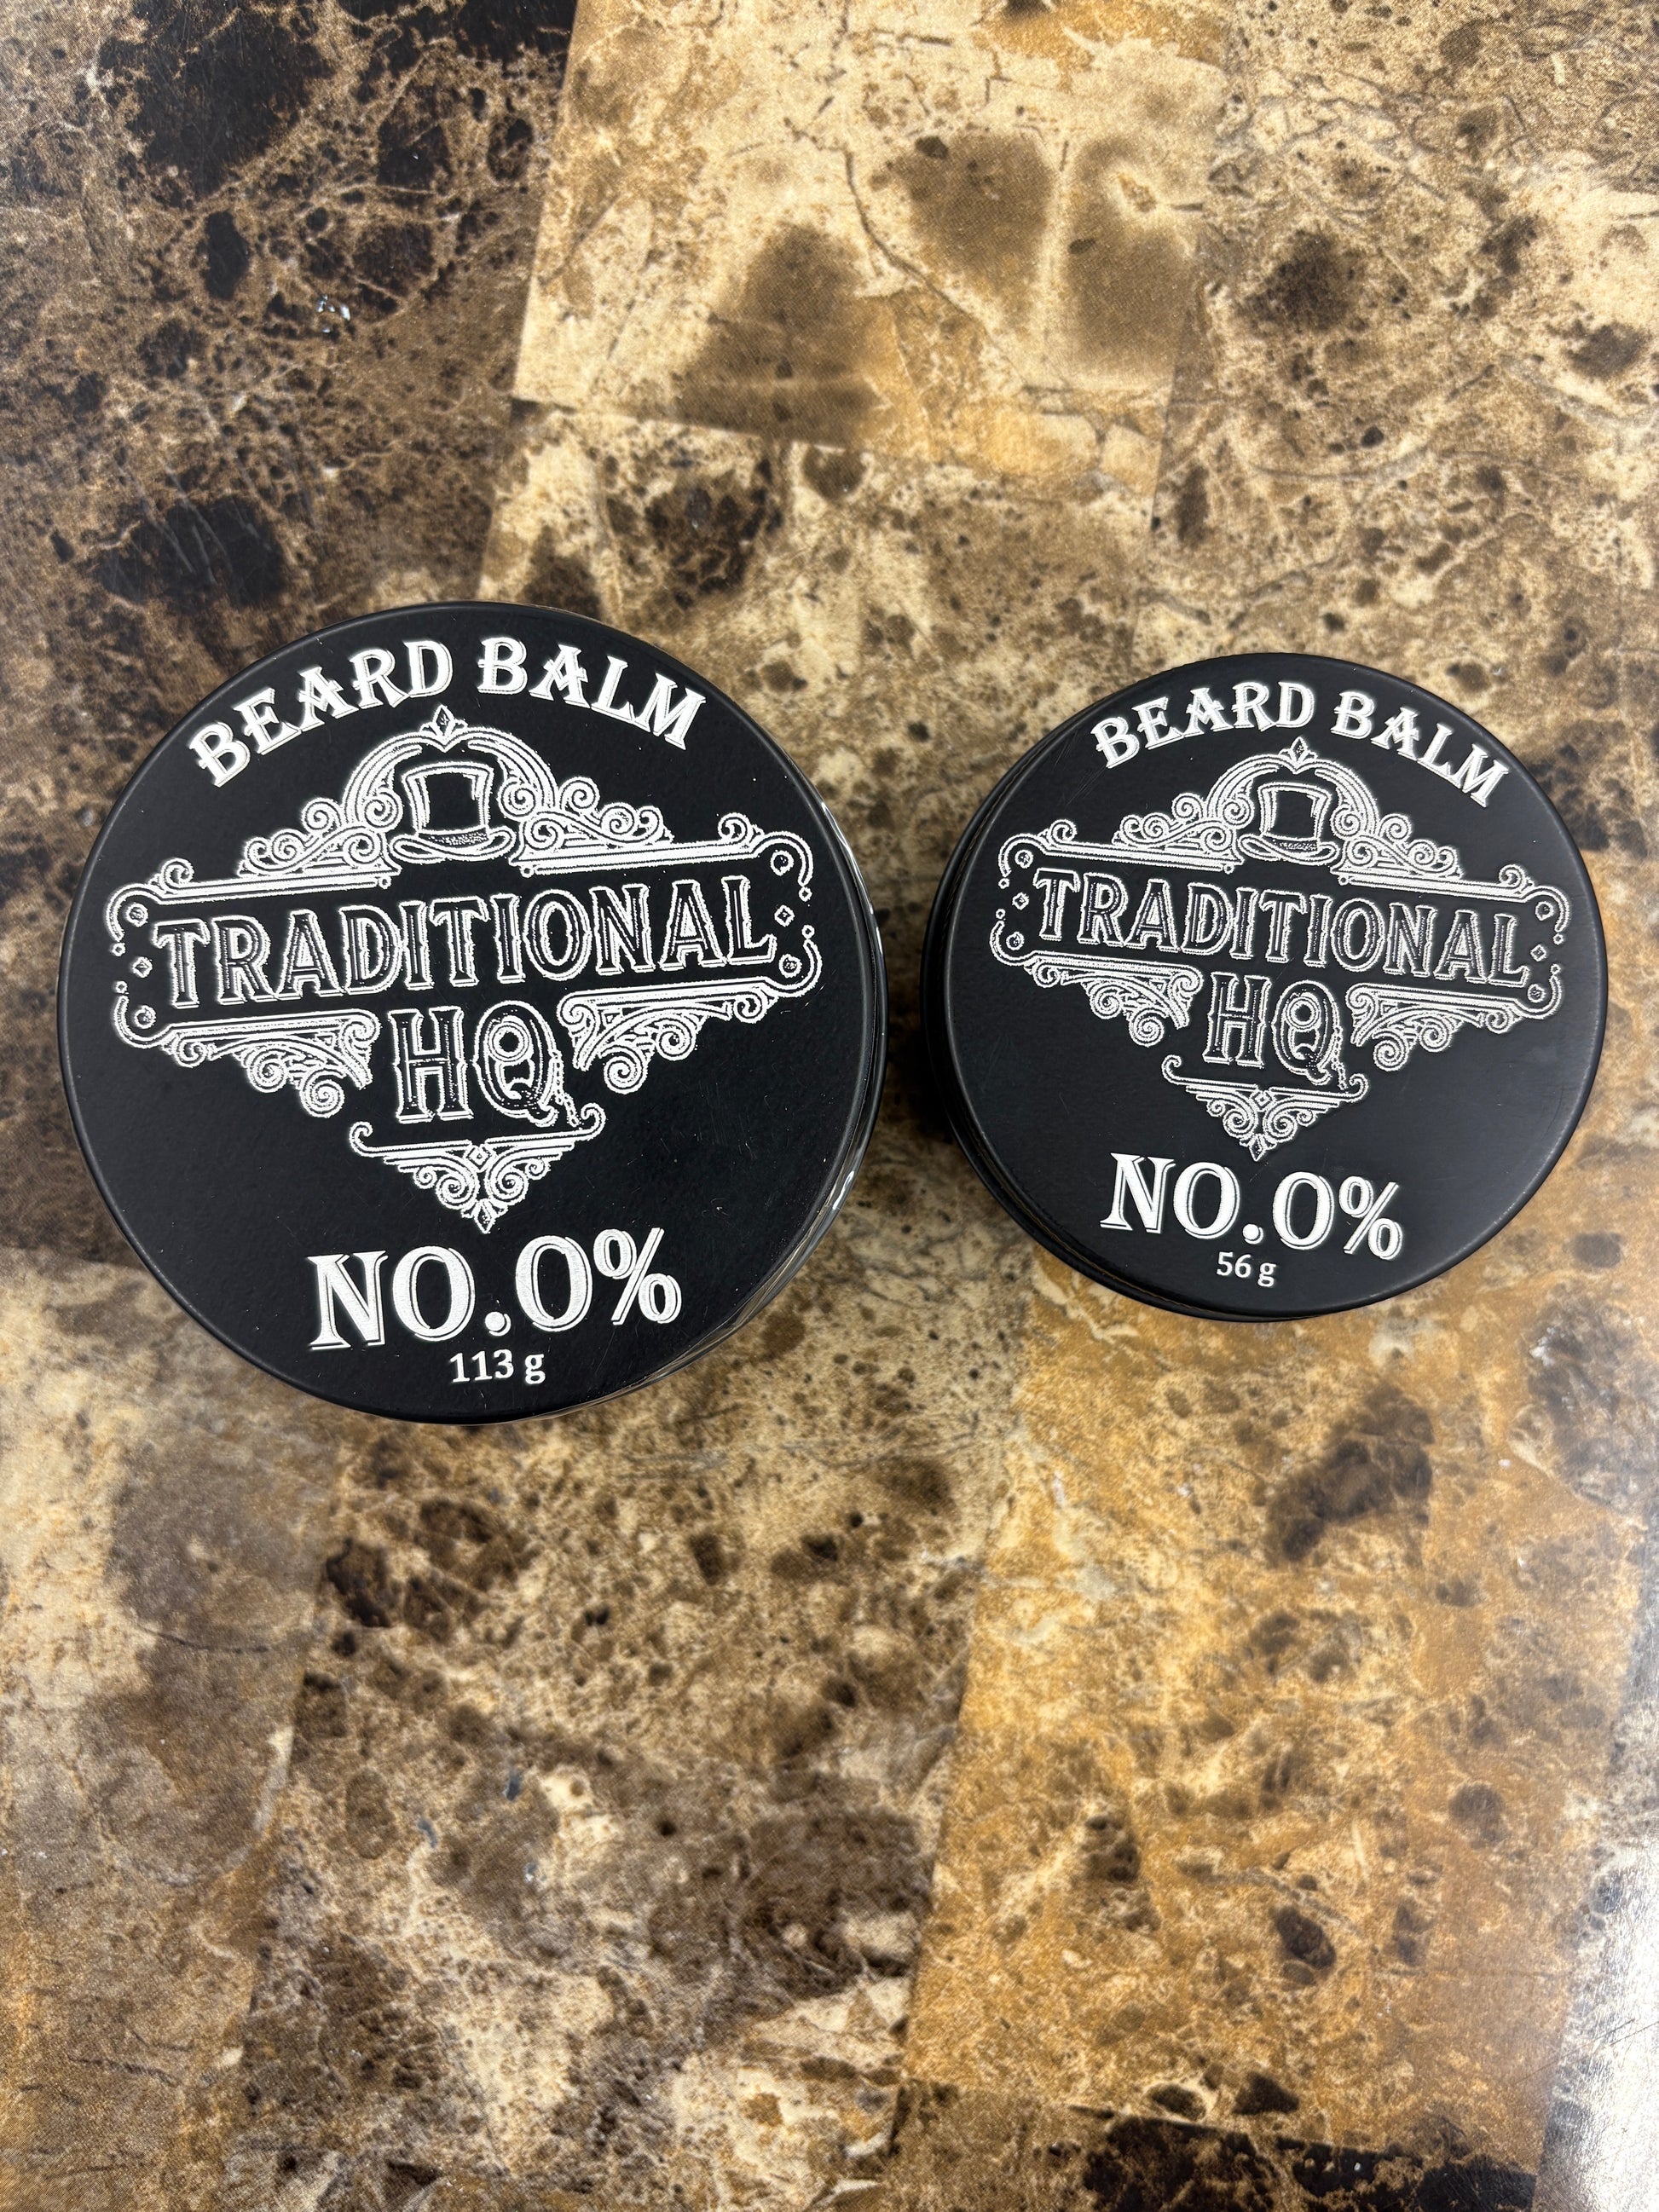 BEARD BALM
TRADITIONAL
HQ
NO.0%
113 g
BEARD BALM
TRADITIONAL
HQ
NO.0%
56 g